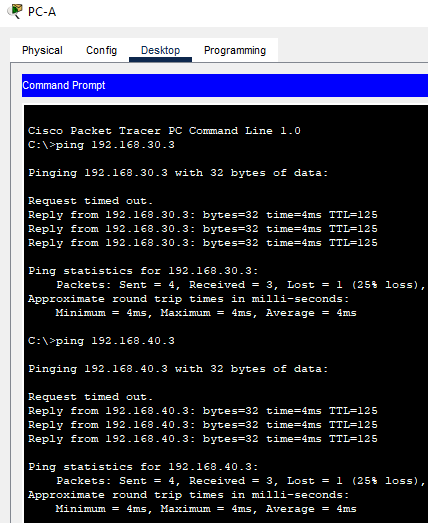 PC-A
Physical Config Desktop Programming
Command Prompt
Cisco Packet Tracer PC Command Line 1.0
C:\>ping 192.168.30.3
Pinging 192.168.30.3 with 32 bytes of data:
Request timed out.
Reply from 192.168.30.3: bytes=32 time=4ms TTL=125
Reply from 192.168.30.3: bytes=32 time=4ms TTL=125
Reply from 192.168.30.3: bytes=32 time=4ms TTL=125
Ping statistics for 192.168.30.3:
Packets: Sent = 4, Received = 3, Lost = 1 (25% loss),
Approximate round trip times in milli-seconds:
Minimum = 4ms, Maximum = 4ms, Average = 4ms
C:\>ping 192.168.40.3
Pinging 192.168.40.3 with 32 bytes of data:
Request timed out.
Reply from 192.168.40.3: bytes=32 time=4ms TTL=125
Reply from 192.168.40.3: bytes=32 time=4ms TTL=125
Reply from 192.168.40.3: bytes=32 time=4ms TTL=125
Ping statistics for 192.168.40.3:
Packets: Sent = 4, Received = 3, Lost = 1 (25% loss),
Approximate round trip times in milli-seconds:
Minimum = 4ms, Maximum = 4ms, Average = 4ms